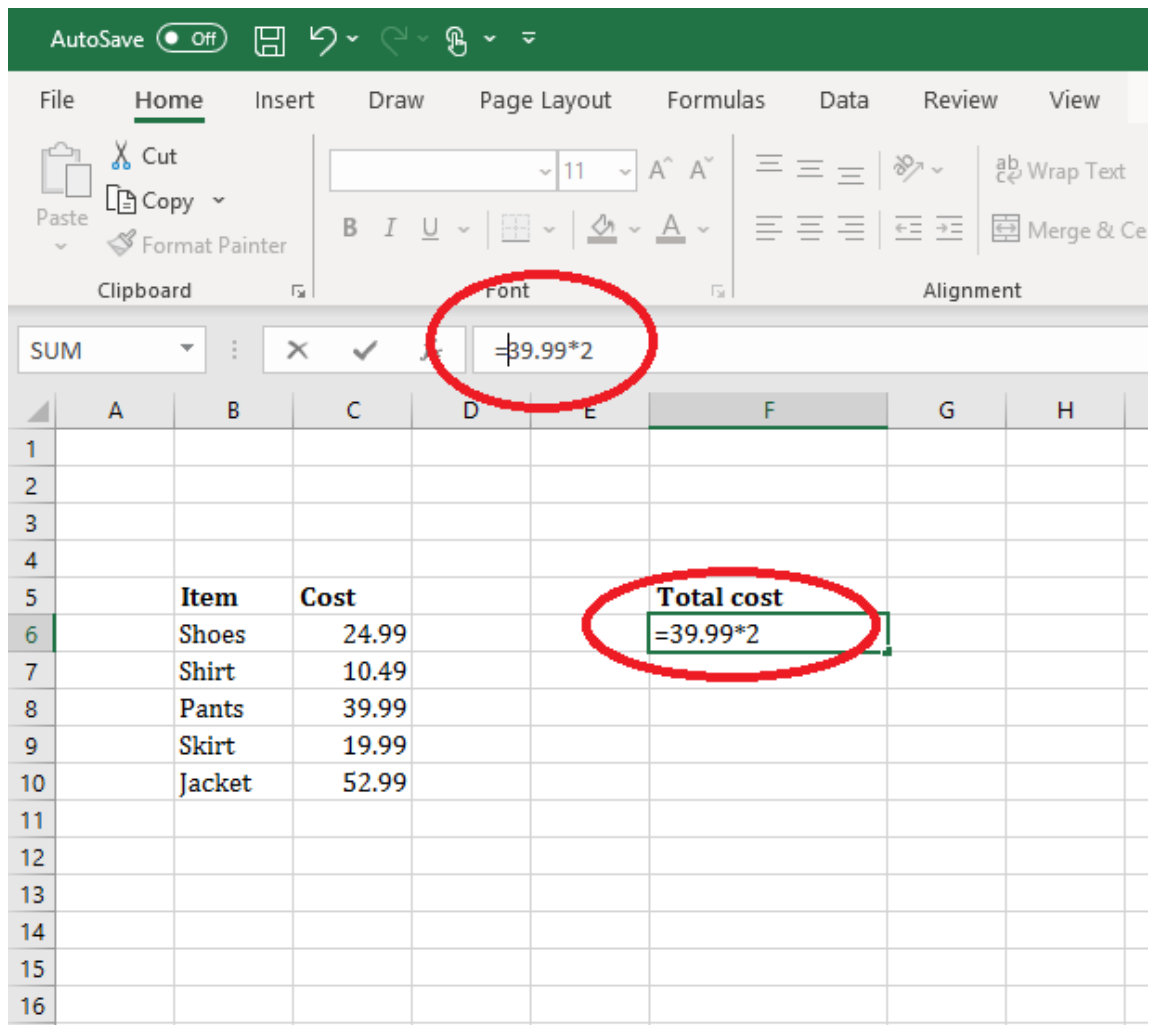 AutoSave Off
File Home Insert Draw Page Layout Formulas Data Review View
Cut
Copy
Paste
Format Painter
11 A^ Aˇ
ab Wrap Text
B I U A
Merge & Ce
Clipboard Font Alignment
SUM =39.99*2
A B C D E F G H
1
2
3
4
5 Item Cost Total cost
6 Shoes 24.99 =39.99*2
7 Shirt 10.49
8 Pants 39.99
9 Skirt 19.99
10 Jacket 52.99
11
12
13
14
15
16